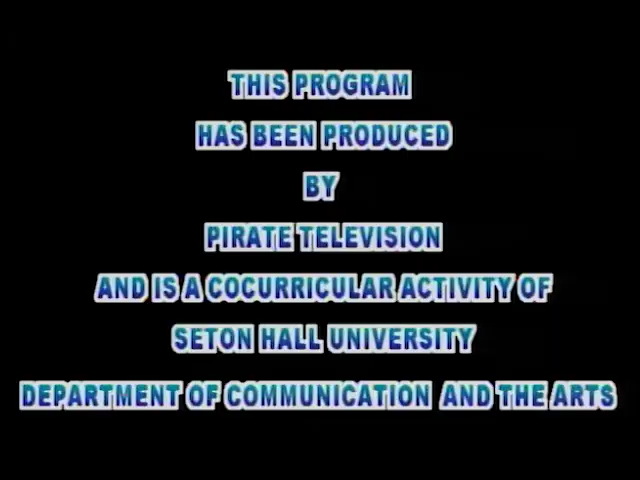 THIS PROGRAM
HAS BEEN PRODUCED
BY
PIRATE TELEVISION
AND IS A COCURRICULAR ACTIVITY OF
SETON HALL UNIVERSITY
DEPARTMENT OF COMMUNICATION AND THE ARTS